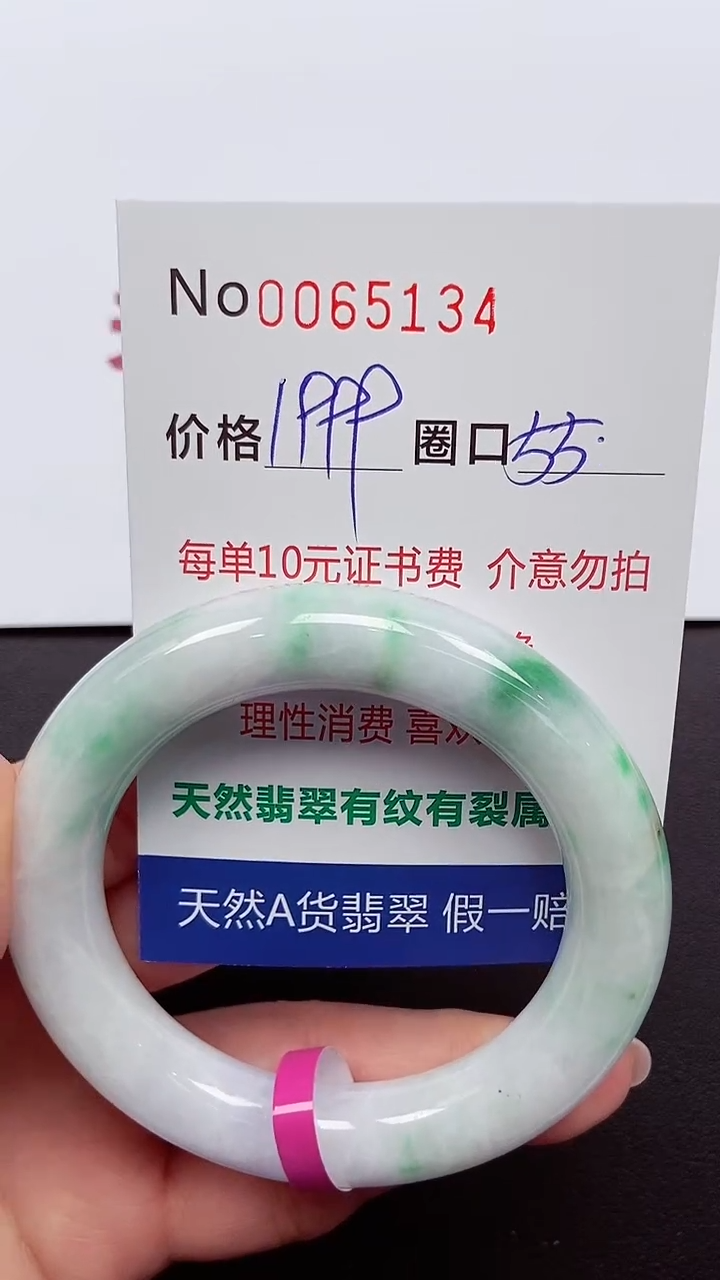 No0065134
价格1999 圈口55.
每单10元证书费 介意勿拍
理性消费 喜欢
天然翡翠有纹有裂属
天然A货翡翠 假一赔